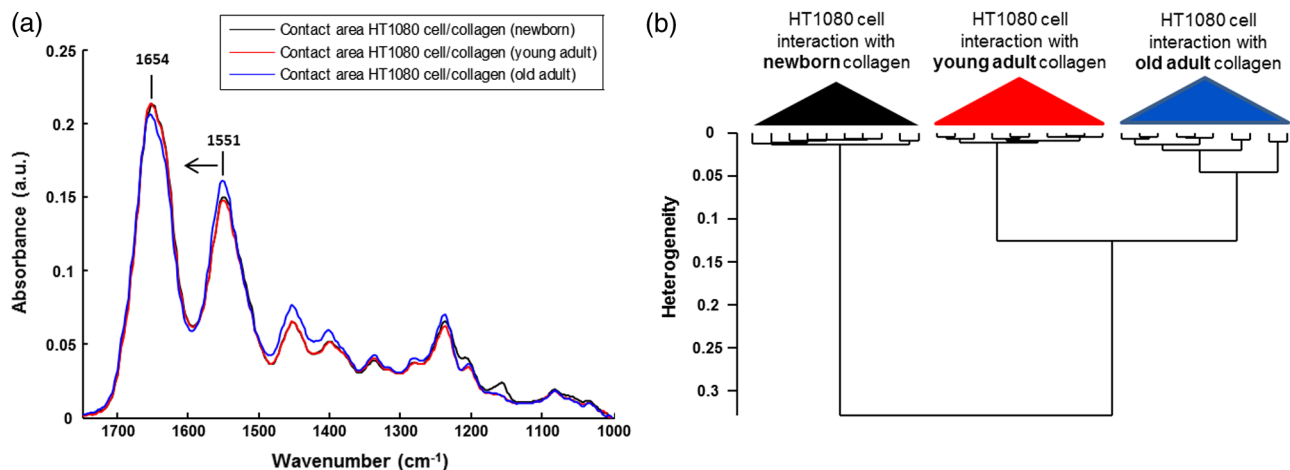 (a)
Contact area HT1080 cell/collagen (newborn)
Contact area HT1080 cell/collagen (young adult)
Contact area HT1080 cell/collagen (old adult)
0.25
0.2
0.15
0.1
0.05
0
Absorbance (a.u.)
1654
1551
1700
1600
1500
1400
1300
1200
1100
1000
Wavenumber (cm-1)
(b)
HT1080 cell
interaction with
newborn collagen
HT1080 cell
interaction with
young adult collagen
HT1080 cell
interaction with
old adult collagen
0
0.05
0.1
0.15
0.2
0.25
0.3
Heterogeneity